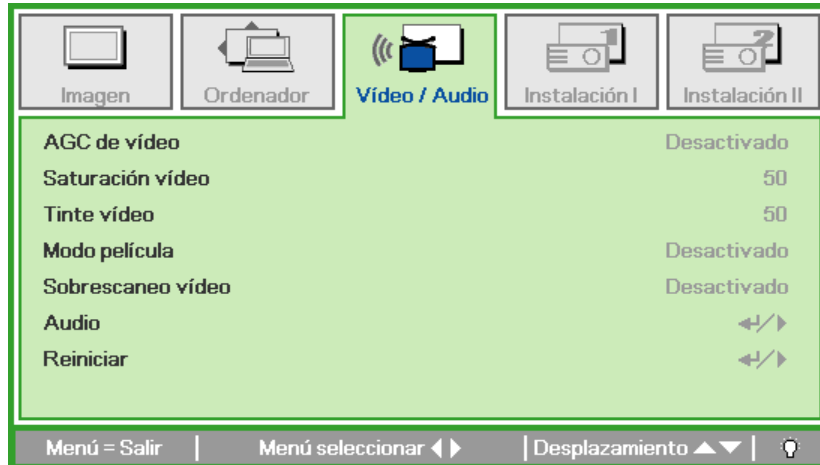 Imagen Ordenador Vídeo / Audio Instalación I Instalación II
AGC de vídeo Desactivado
Saturación vídeo 50
Tinte vídeo 50
Modo película Desactivado
Sobrescaneo vídeo Desactivado
Audio
Reiniciar
Menú = Salir | Menú seleccionar | Desplazamiento |